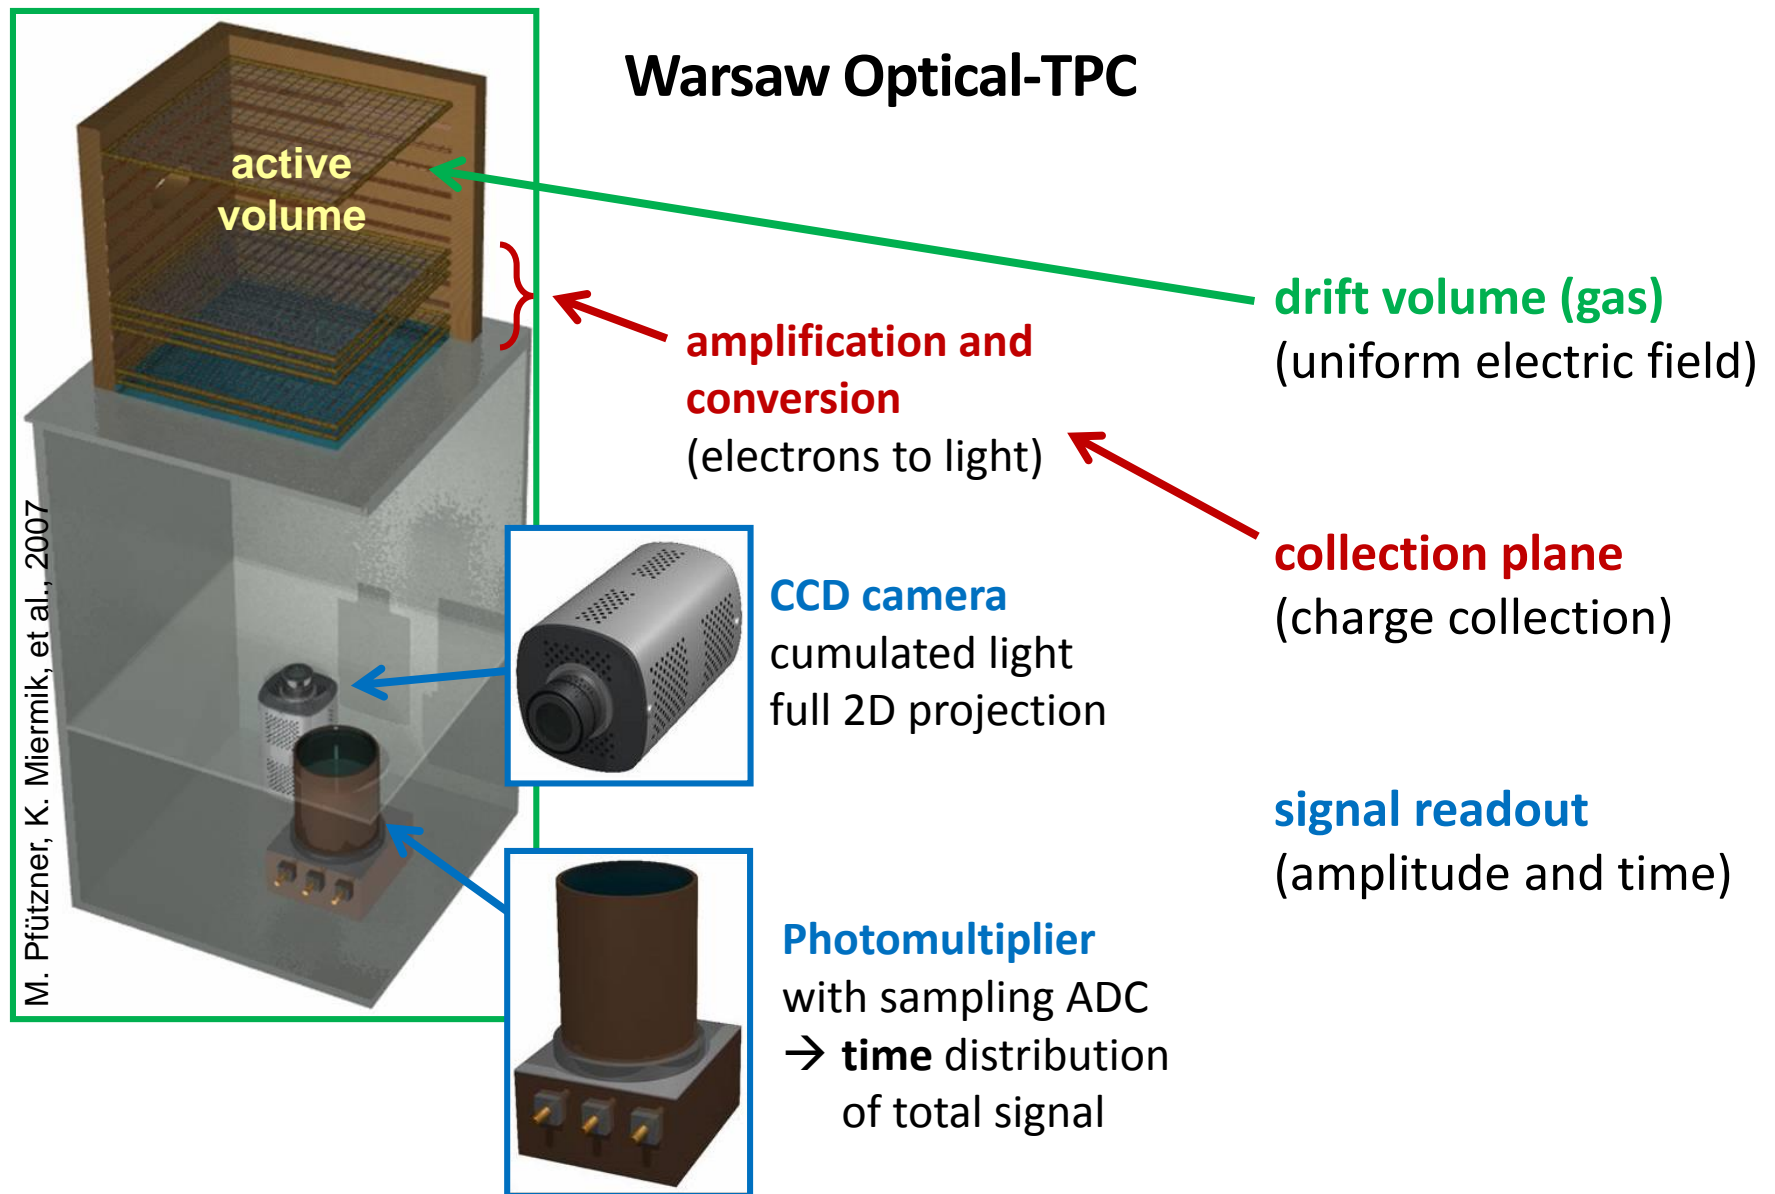 Warsaw Optical-TPC
active
volume
drift volume (gas)
(uniform electric field)
amplification and
conversion
(electrons to light)
collection plane
(charge collection)
CCD camera
cumulated light
full 2D projection
signal readout
(amplitude and time)
Photomultiplier
with sampling ADC
→ time distribution
of total signal
M. Pfützner, K. Miermik, et al., 2007